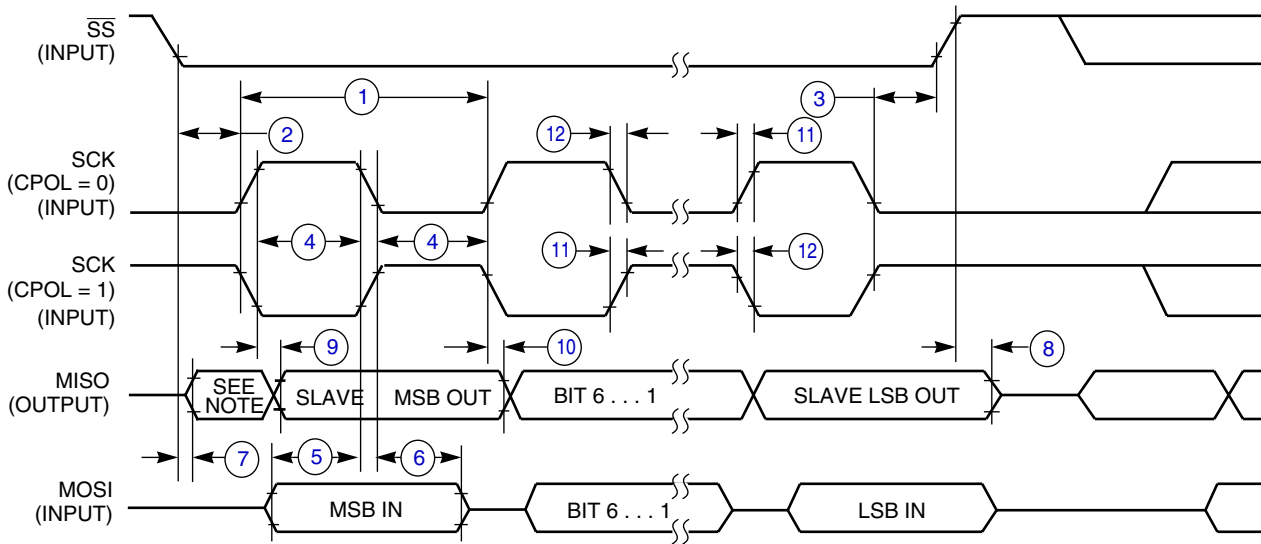 SS
(INPUT)
1
3
2
12
11
SCK
(CPOL = 0)
(INPUT)
4
4
11
12
SCK
(CPOL = 1)
(INPUT)
9
10
8
MISO
(OUTPUT)
SEE
NOTE
SLAVE
MSB OUT
BIT 6 . . . 1
SLAVE LSB OUT
7
5
6
MOSI
(INPUT)
MSB IN
BIT 6 . . . 1
LSB IN